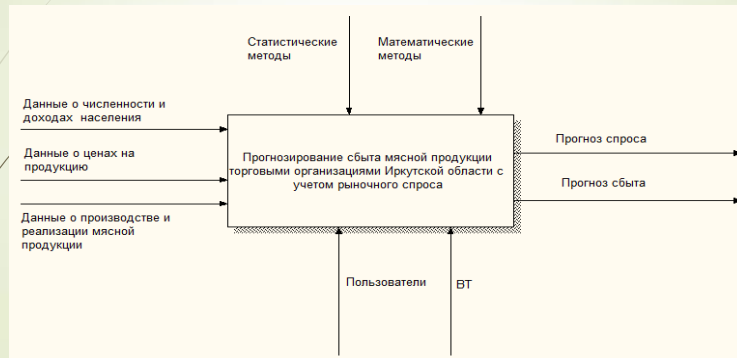 Статистические
методы
Математические
методы
Данные о численности и
доходах населения
Данные о ценах на
продукцию
Данные о производстве и
реализации мясной
продукции
Прогнозирование сбыта мясной продукции
торговыми организациями Иркутской области с
учетом рыночного спроса
Прогноз спроса
Прогноз сбыта
Пользователи
ВТ